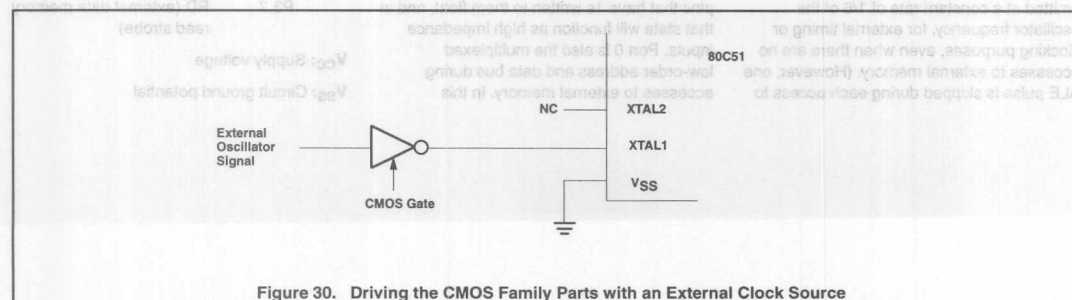 80C51
NC
XTAL2
External
Oscillator
Signal
XTAL1
VSS
CMOS Gate
Figure 30. Driving the CMOS Family Parts with an External Clock Source